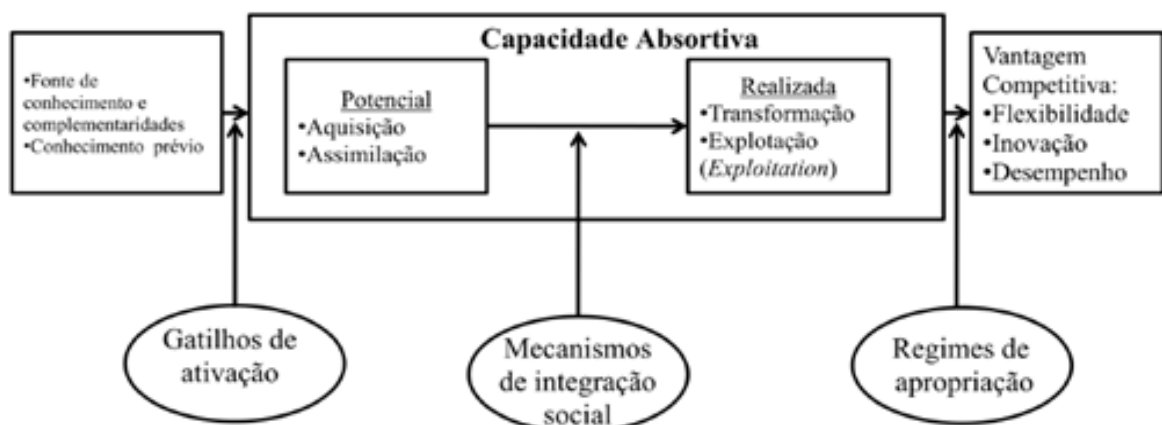 Capacidade Absortiva
•Fonte de
conhecimento e
complementaridades
•Conhecimento prévio
Potencial
•Aquisição
•Assimilação
Realizada
•Transformação
•Explotação
(Exploitation)
Vantagem
Competitiva:
•Flexibilidade
•Inovação
•Desempenho
Gatilhos de
ativação
Mecanismos
de integração
social
Regimes de
apropriação